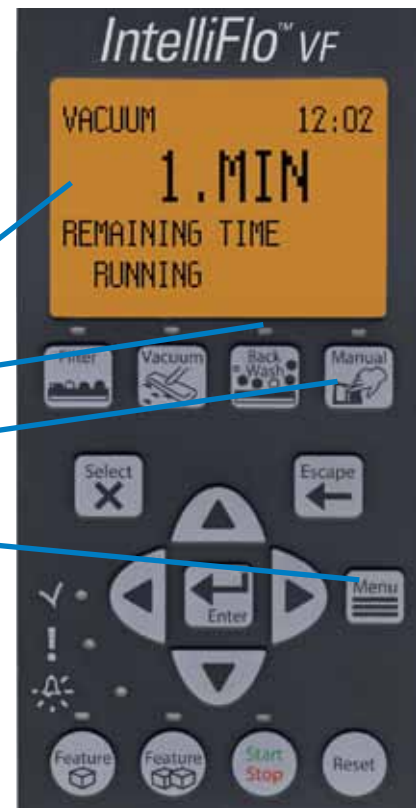 IntelliFlo™ VF
VACUUM 12:02
1.MIN
REMAINING TIME
RUNNING
Filter Vacuum Back Wash Manual
Select Escape
Enter Menu
Feature Feature Start Stop Reset